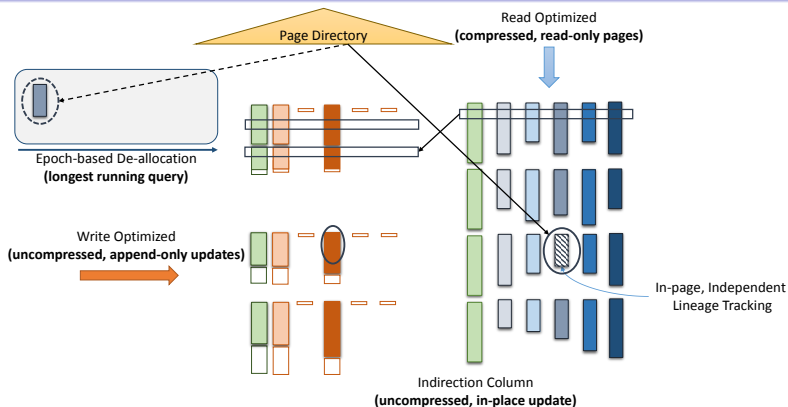 Page Directory
Read Optimized
(compressed, read-only pages)
Epoch-based De-allocation
(longest running query)
Write Optimized
(uncompressed, append-only updates)
In-page, Independent
Lineage Tracking
Indirection Column
(uncompressed, in-place update)